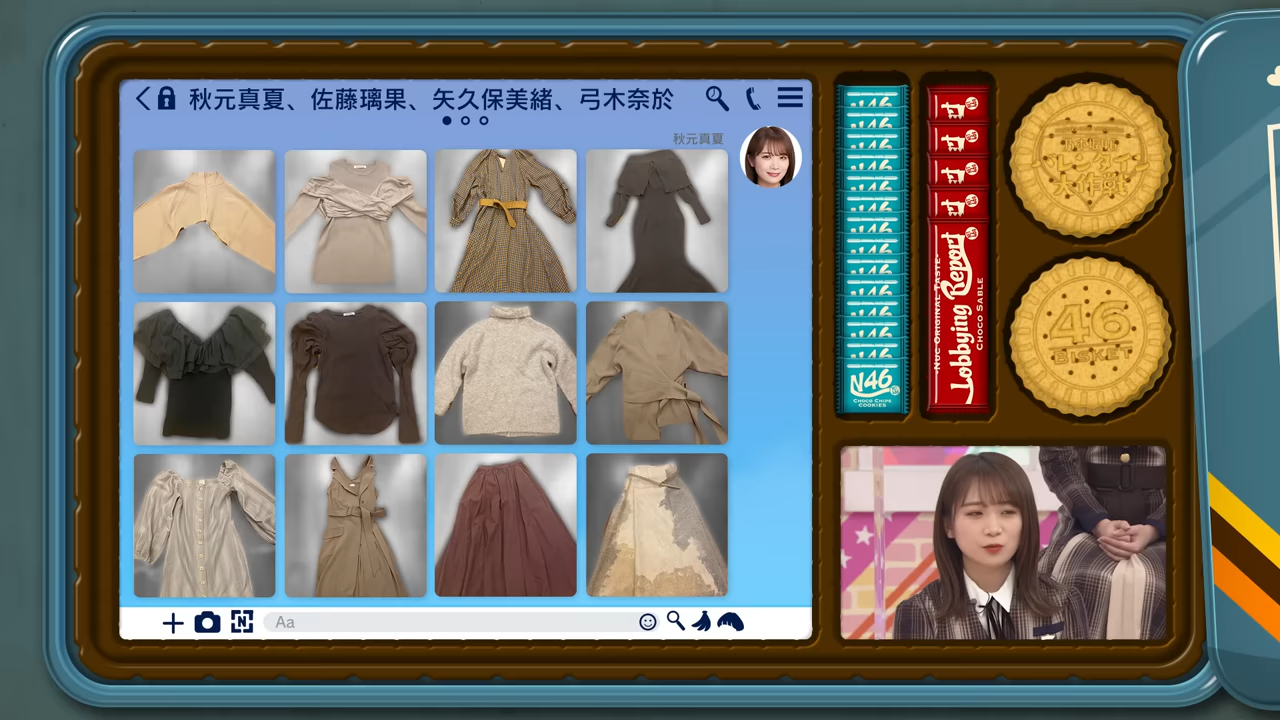 秋元真夏、佐藤璃果、矢久保美緒、弓木奈於
秋元真夏
Aa
N46
CHOCO CHIPS
COOKIES
NUC ORIGINAL TASTE
Lobbying Report
CHOCO SABLE
バレンタイン
大作戦
46
BISKET